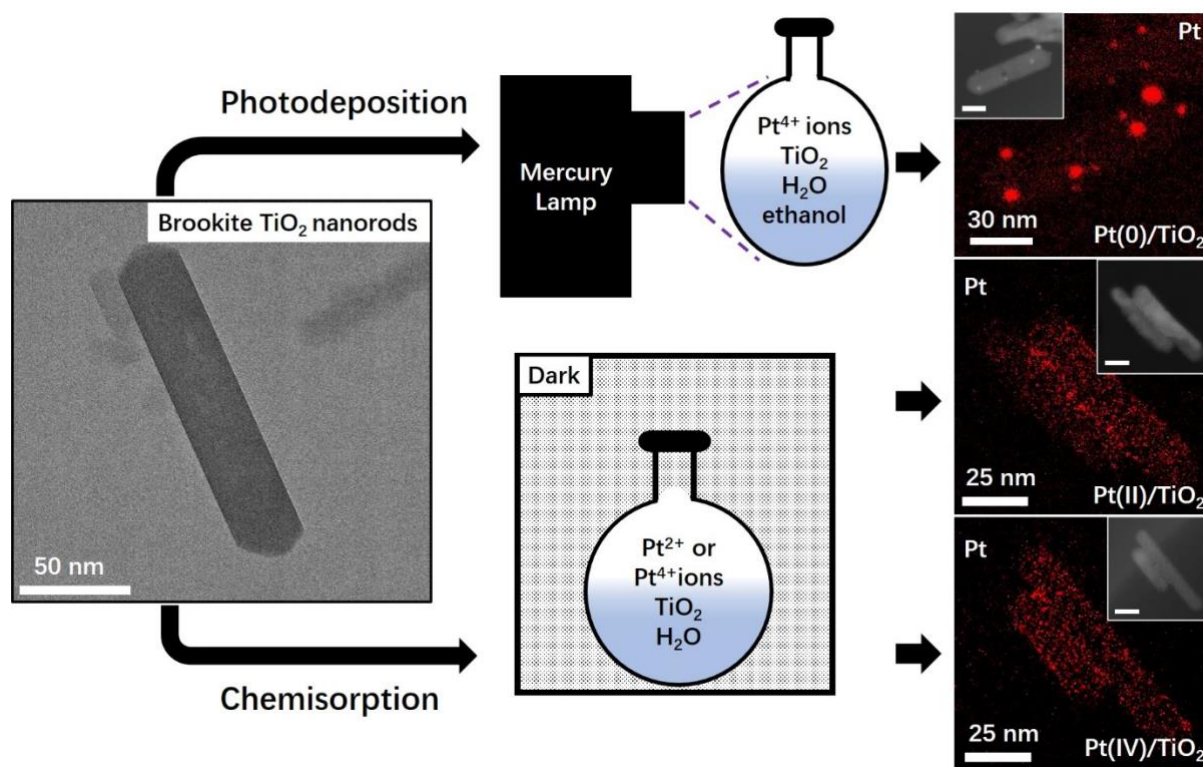 Photodeposition
Mercury
Lamp
Pt⁴⁺ ions
TiO₂
H₂O
ethanol
Pt
30 nm
Pt(0)/TiO₂
Brookite TiO₂ nanorods
50 nm
Dark
Pt²⁺ or
Pt⁴⁺ions
TiO₂
H₂O
Pt
25 nm
Pt(II)/TiO₂
Chemisorption
Pt
25 nm
Pt(IV)/TiO₂